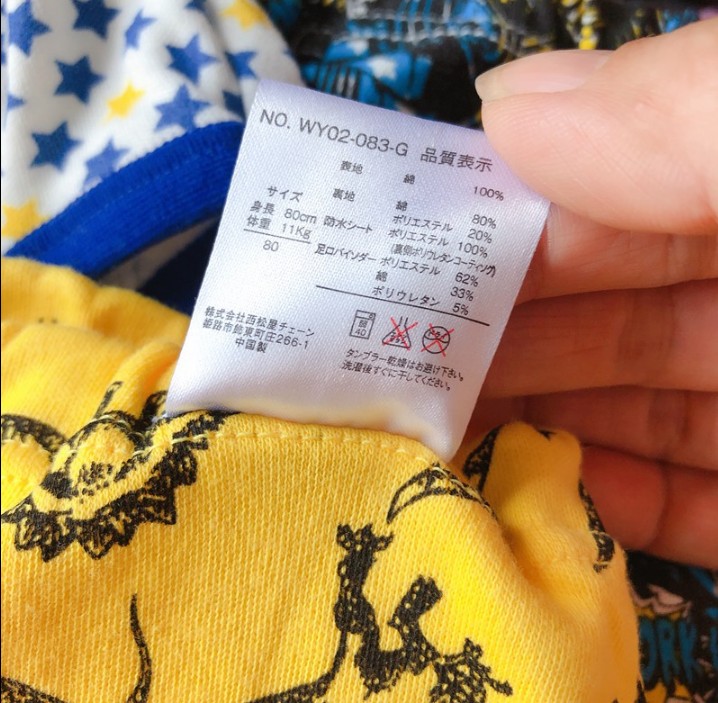 NO. WY02-083-G 品質表示
表地 綿 100%
サイズ 裏地 綿 80%
身長 80cm ポリエステル 20%
体重 11Kg 防水シート ポリエステル 100%
80 (裏側ポリウレタンコーティング)
足口バインダー ポリエステル 62%
綿 33%
ポリウレタン 5%
株式会社西松屋チェーン
姫路市飾東町庄266-1
中国製
40
タンブラー乾燥はお避け下さい。
洗濯後すぐに干してください。